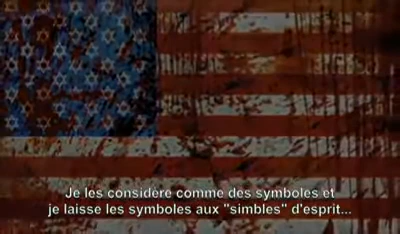 Je les considère comme des symboles et
je laisse les symboles aux "simbles" d'esprit...